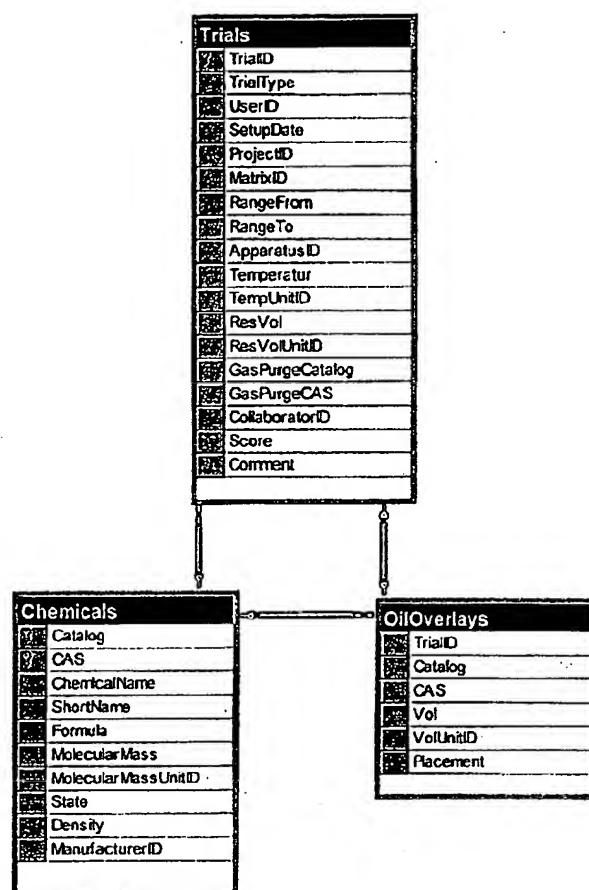 Trials
TrialID
TrialType
UserID
SetupDate
ProjectID
MatrixID
RangeFrom
RangeTo
ApparatusID
Temperatur
TempUnitID
ResVol
ResVolUnitID
GasPurgeCatalog
GasPurgeCAS
CollaboratorID
Score
Comment
Chemicals
Catalog
CAS
ChemicalName
ShortName
Formula
MolecularMass
MolecularMassUnitID
State
Density
ManufacturerID
OilOverlays
TrialID
Catalog
CAS
Vol
VolUnitID
Placement